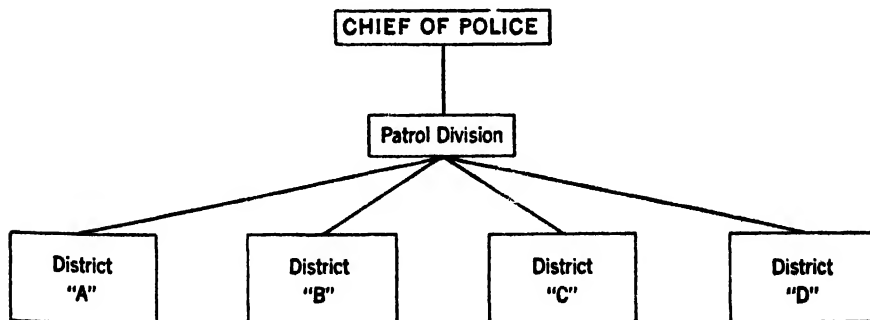 CHIEF OF POLICE
Patrol Division
District
"A"
District
"B"
District
"C"
District
"D"